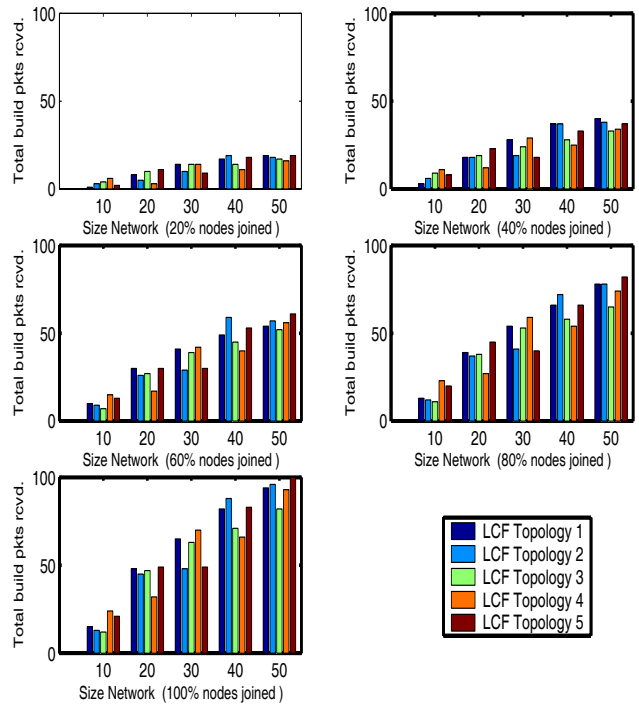 100
50
0
Total build pkts rcvd.
10 20 30 40 50
Size Network (20% nodes joined )
100
50
0
Total build pkts rcvd.
10 20 30 40 50
Size Network (40% nodes joined )
100
50
0
Total build pkts rcvd.
10 20 30 40 50
Size Network (60% nodes joined )
100
50
0
Total build pkts rcvd.
10 20 30 40 50
Size Network (80% nodes joined )
100
50
0
Total build pkts rcvd.
10 20 30 40 50
Size Network (100% nodes joined )
LCF Topology 1
LCF Topology 2
LCF Topology 3
LCF Topology 4
LCF Topology 5